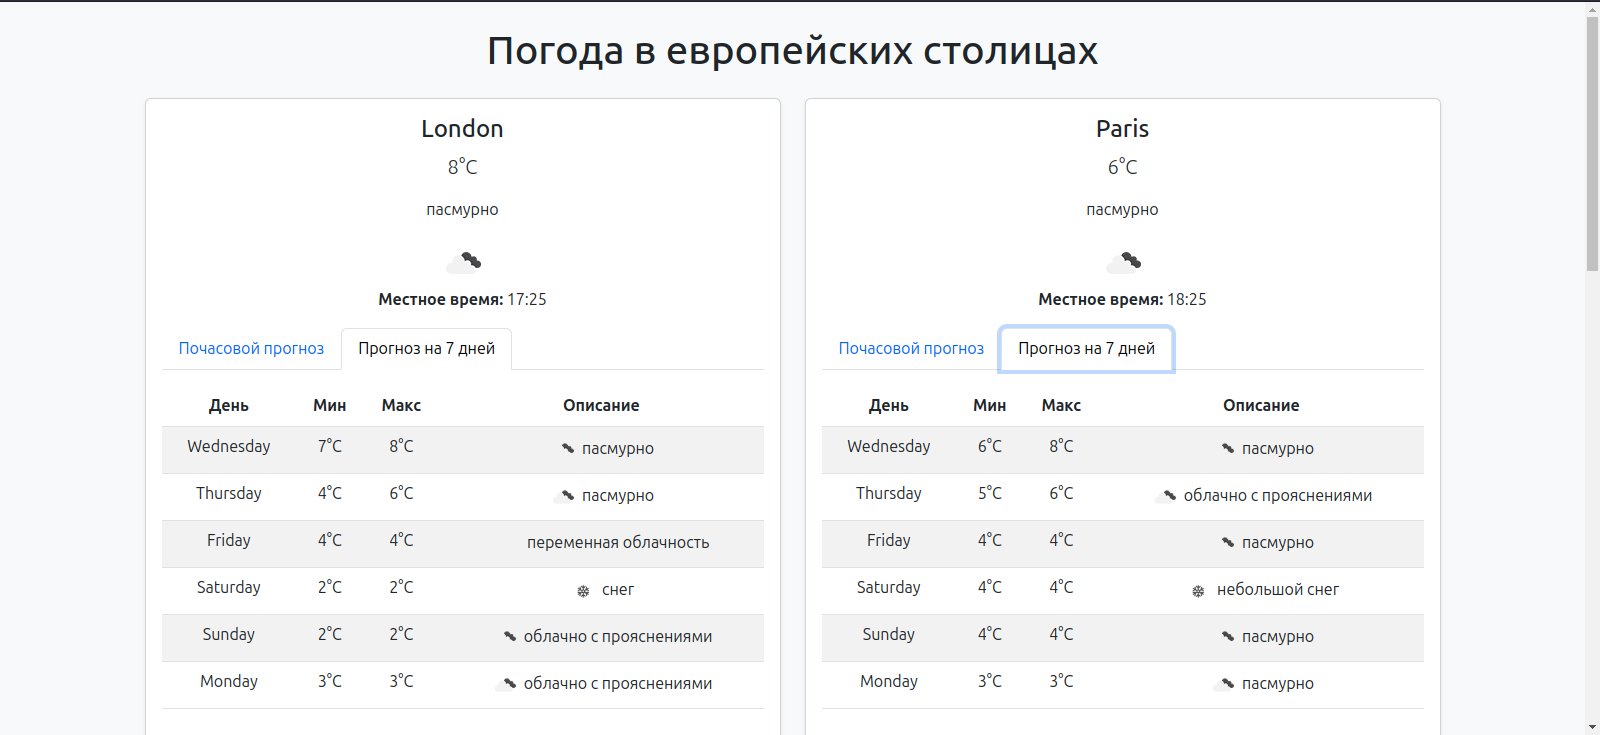 Погода в европейских столицах
London
8°C
пасмурно
Местное время: 17:25
Почасовой прогноз Прогноз на 7 дней
День Мин Макс Описание
Wednesday 7°C 8°C пасмурно
Thursday 4°C 6°C пасмурно
Friday 4°C 4°C переменная облачность
Saturday 2°C 2°C снег
Sunday 2°C 2°C облачно с прояснениями
Monday 3°C 3°C облачно с прояснениями
Paris
6°C
пасмурно
Местное время: 18:25
Почасовой прогноз Прогноз на 7 дней
День Мин Макс Описание
Wednesday 6°C 8°C пасмурно
Thursday 5°C 6°C облачно с прояснениями
Friday 4°C 4°C пасмурно
Saturday 4°C 4°C небольшой снег
Sunday 4°C 4°C пасмурно
Monday 3°C 3°C пасмурно